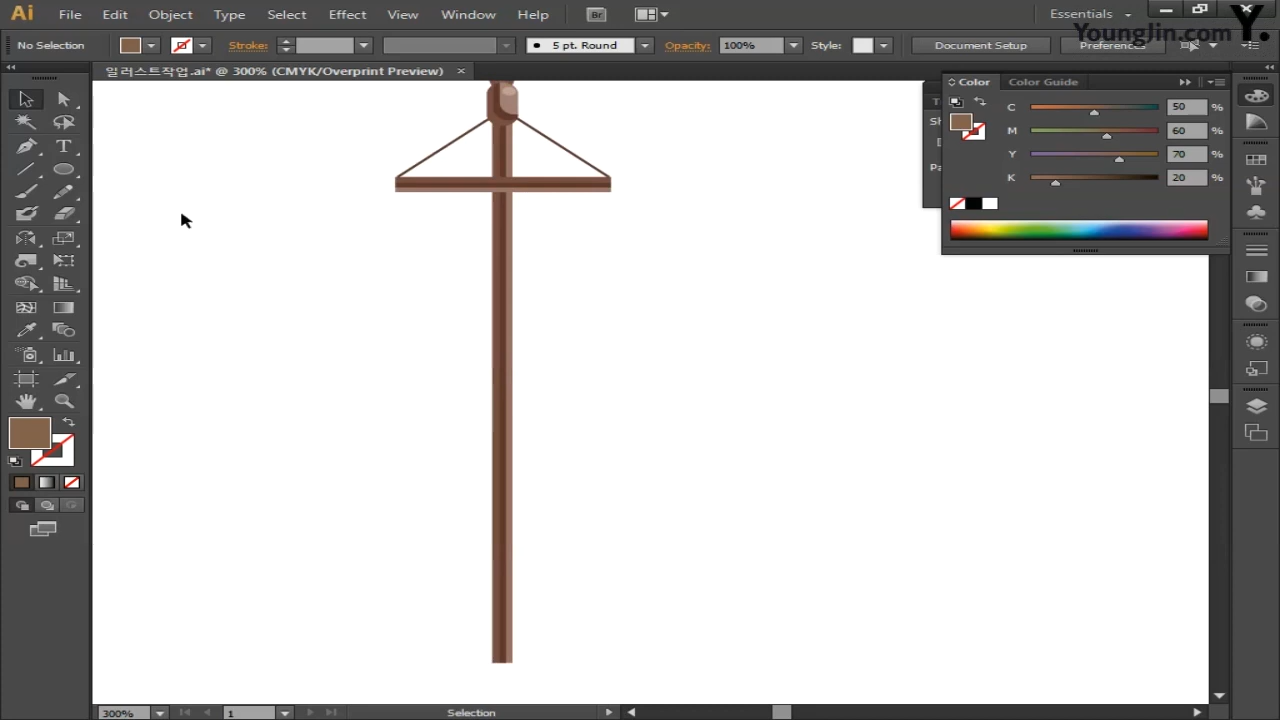 Ai File Edit Object Type Select Effect View Window Help Br Essentials
YoungJin.com Y.
No Selection Stroke: 5 pt. Round Opacity: 100% Style: Document Setup Preferences
일러스트작업.ai* @ 300% (CMYK/Overprint Preview) ×
Color Color Guide
C 50 %
M 60 %
Y 70 %
K 20 %
300% 1 Selection